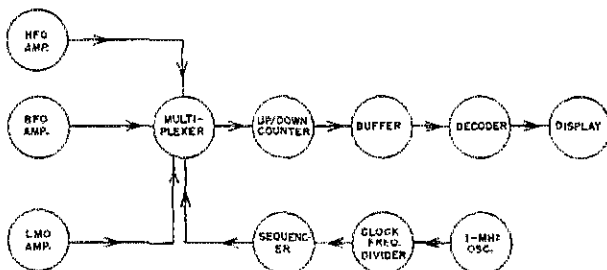 HFO
AMP.
BFO
AMP.
MULTI-
PLEXER
UP/DOWN
COUNTER
BUFFER
DECODER
DISPLAY
LMO
AMP.
SEQUENC-
ER
CLOCK
FREQ.
DIVIDER
1-MHz
OSC.